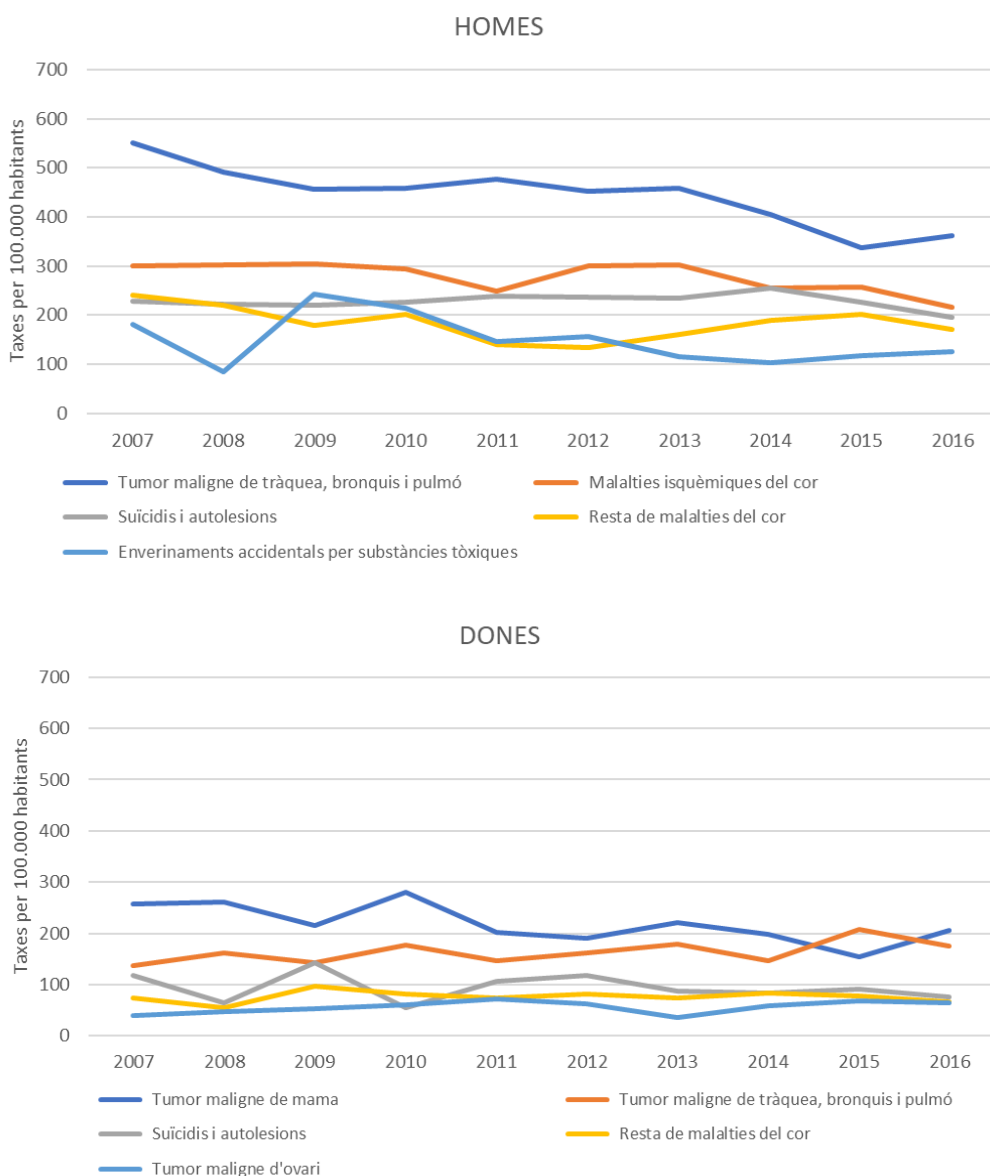 HOMES
Taxes per 100.000 habitants
700
600
500
400
300
200
100
0
2007 2008 2009 2010 2011 2012 2013 2014 2015 2016
Tumor maligne de tràquea, bronquis i pulmó Malalties isquèmiques del cor
Suïcidis i autolesions Resta de malalties del cor
Enverinaments accidentals per substàncies tòxiques
DONES
Taxes per 100.000 habitants
700
600
500
400
300
200
100
0
2007 2008 2009 2010 2011 2012 2013 2014 2015 2016
Tumor maligne de mama Tumor maligne de tràquea, bronquis i pulmó
Suïcidis i autolesions Resta de malalties del cor
Tumor maligne d'ovari